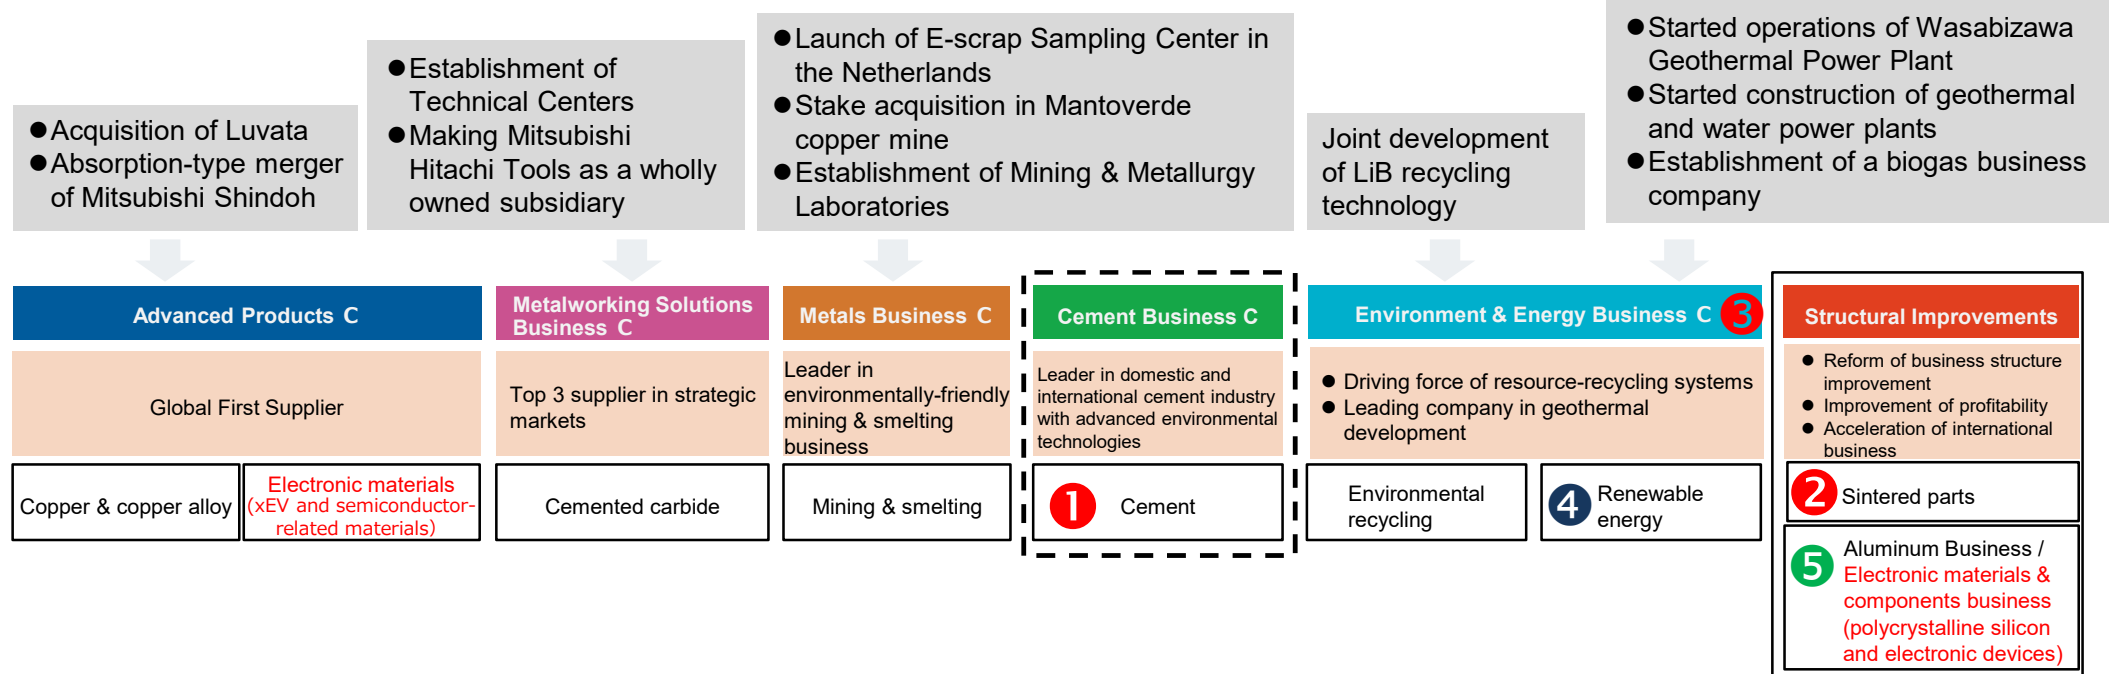 ●Acquisition of Luvata
●Absorption-type merger
of Mitsubishi Shindoh
●Establishment of
Technical Centers
●Making Mitsubishi
Hitachi Tools as a wholly
owned subsidiary
●Launch of E-scrap Sampling Center in
the Netherlands
●Stake acquisition in Mantoverde
copper mine
●Establishment of Mining & Metallurgy
Laboratories
Joint development
of LiB recycling
technology
●Started operations of Wasabizawa
Geothermal Power Plant
●Started construction of geothermal
and water power plants
●Establishment of a biogas business
company
Advanced Products C
Global First Supplier
Copper & copper alloy
Electronic materials
(xEV and semiconductor-
related materials)
Metalworking Solutions
Business C
Top 3 supplier in strategic
markets
Cemented carbide
Metals Business C
Leader in
environmentally-friendly
mining & smelting
business
Mining & smelting
Cement Business C
Leader in domestic and
international cement industry
with advanced environmental
technologies
❶ Cement
Environment & Energy Business C ❸
● Driving force of resource-recycling systems
● Leading company in geothermal
development
Environmental
recycling
❹ Renewable
energy
Structural Improvements
● Reform of business structure
improvement
● Improvement of profitability
● Acceleration of international
business
❷ Sintered parts
❺ Aluminum Business /
Electronic materials &
components business
(polycrystalline silicon
and electronic devices)